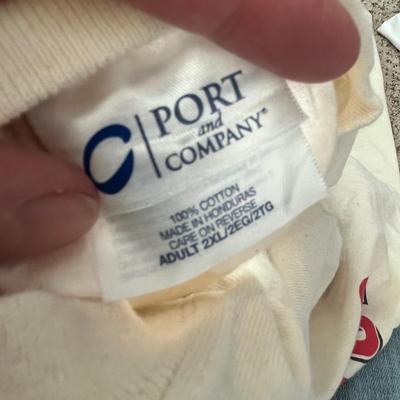 PORT
and
COMPANY®
100% COTTON
MADE IN HONDURAS
CARE ON REVERSE
ADULT 2XL/2EG/2TG